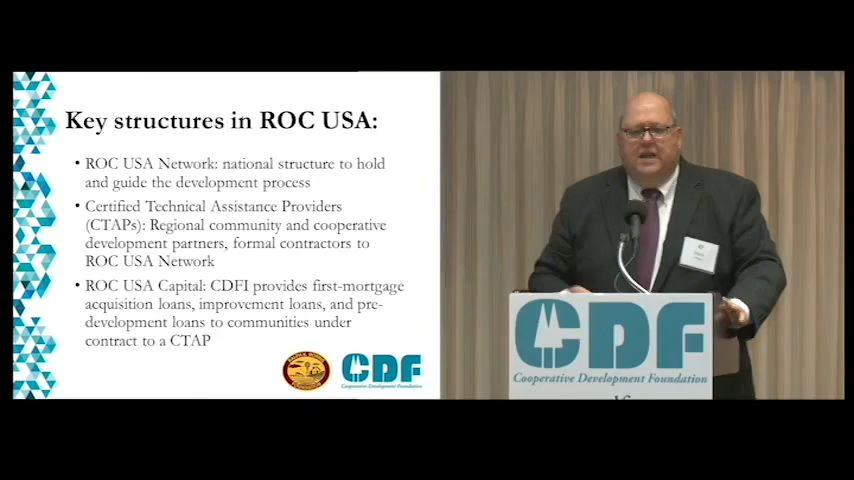 Key structures in ROC USA:
• ROC USA Network: national structure to hold
and guide the development process
• Certified Technical Assistance Providers
(CTAPs): Regional community and cooperative
development partners, formal contractors to
ROC USA Network
• ROC USA Capital: CDFI provides first-mortgage
acquisition loans, improvement loans, and pre-
development loans to communities under
contract to a CTAP
CDF
Cooperative Development Foundation
CDF
Cooperative Development Foundation